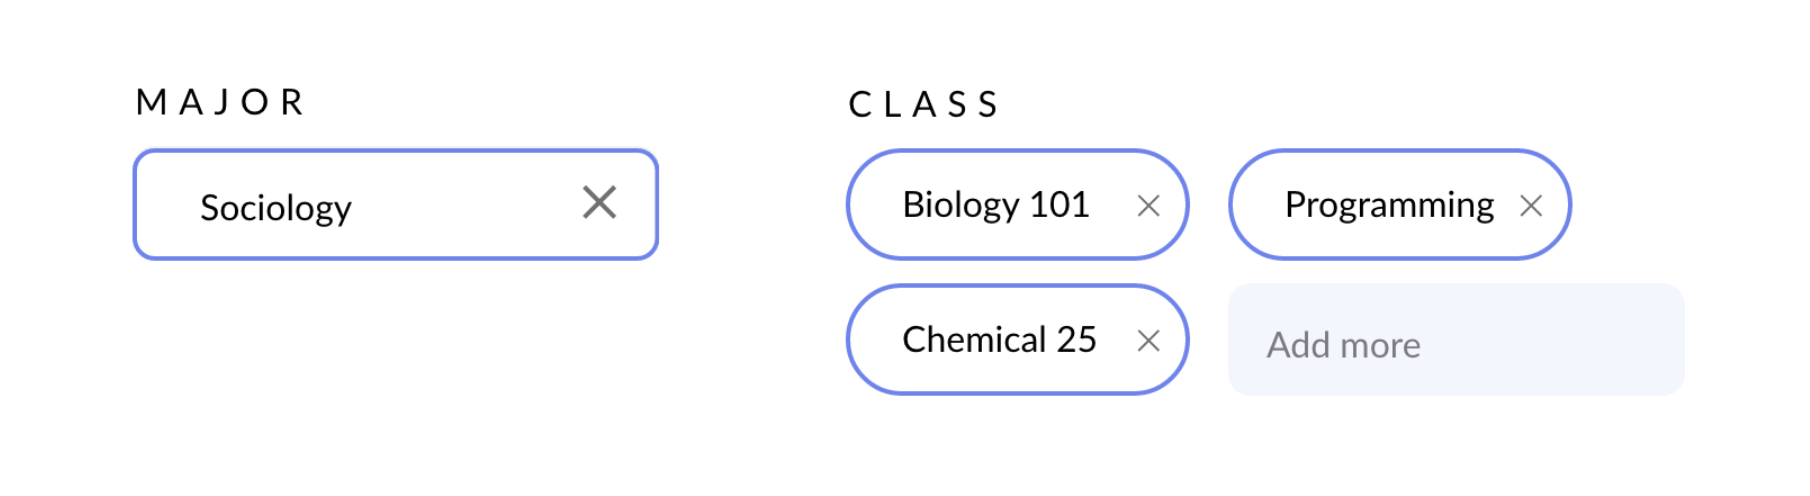 MAJOR
Sociology
CLASS
Biology 101
Programming
Chemical 25
Add more